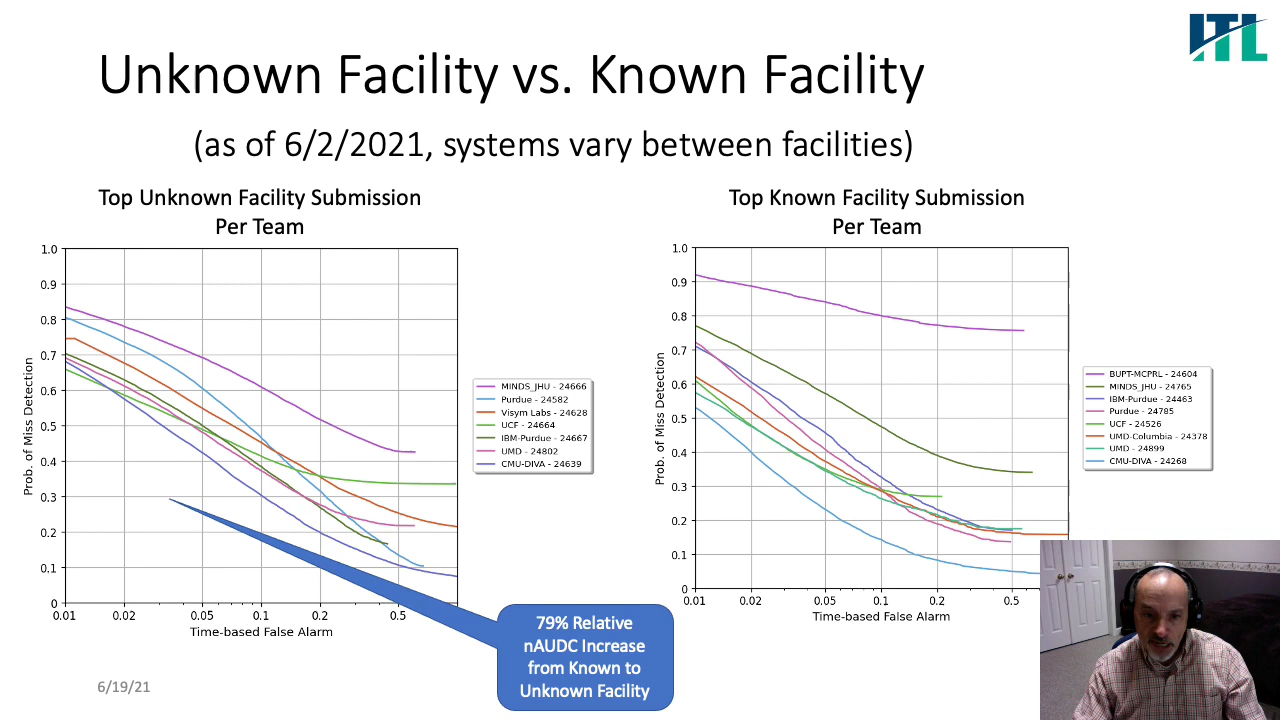 ITL
Unknown Facility vs. Known Facility
(as of 6/2/2021, systems vary between facilities)
Top Unknown Facility Submission
Per Team
1.0
0.9
0.8
0.7
0.6
0.5
0.4
0.3
0.2
0.1
0
Prob. of Miss Detection
0.01 0.02 0.05 0.1 0.2 0.5
Time-based False Alarm
MINDS_JHU - 24666
Purdue - 24582
Visym Labs - 24628
UCF - 24664
IBM-Purdue - 24667
UMD - 24802
CMU-DIVA - 24639
Top Known Facility Submission
Per Team
1.0
0.9
0.8
0.7
0.6
0.5
0.4
0.3
0.2
0.1
0
Prob. of Miss Detection
0.01 0.02 0.05 0.1 0.2 0.5
Time-based False Alarm
BUPT-MCPRL - 24604
MINDS_JHU - 24765
IBM-Purdue - 24463
Purdue - 24785
UCF - 24526
UMD-Columbia - 24378
UMD - 24899
CMU-DIVA - 24268
79% Relative
nAUDC Increase
from Known to
Unknown Facility
6/19/21